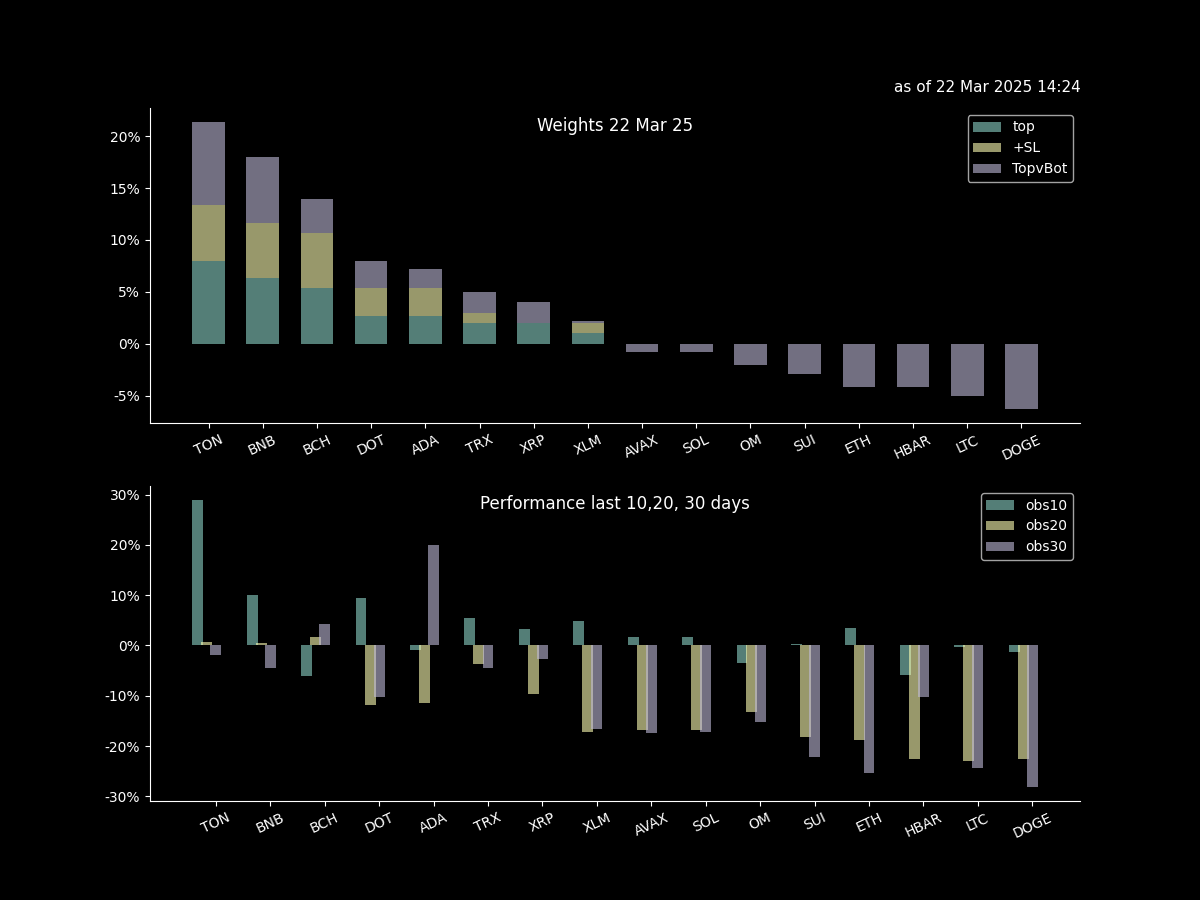 as of 22 Mar 2025 14:24
Weights 22 Mar 25
top
+SL
TopvBot
20%
15%
10%
5%
0%
-5%
TON BNB BCH DOT ADA TRX XRP XLM AVAX SOL OM SUI ETH HBAR LTC DOGE
Performance last 10,20, 30 days
obs10
obs20
obs30
30%
20%
10%
0%
-10%
-20%
-30%
TON BNB BCH DOT ADA TRX XRP XLM AVAX SOL OM SUI ETH HBAR LTC DOGE